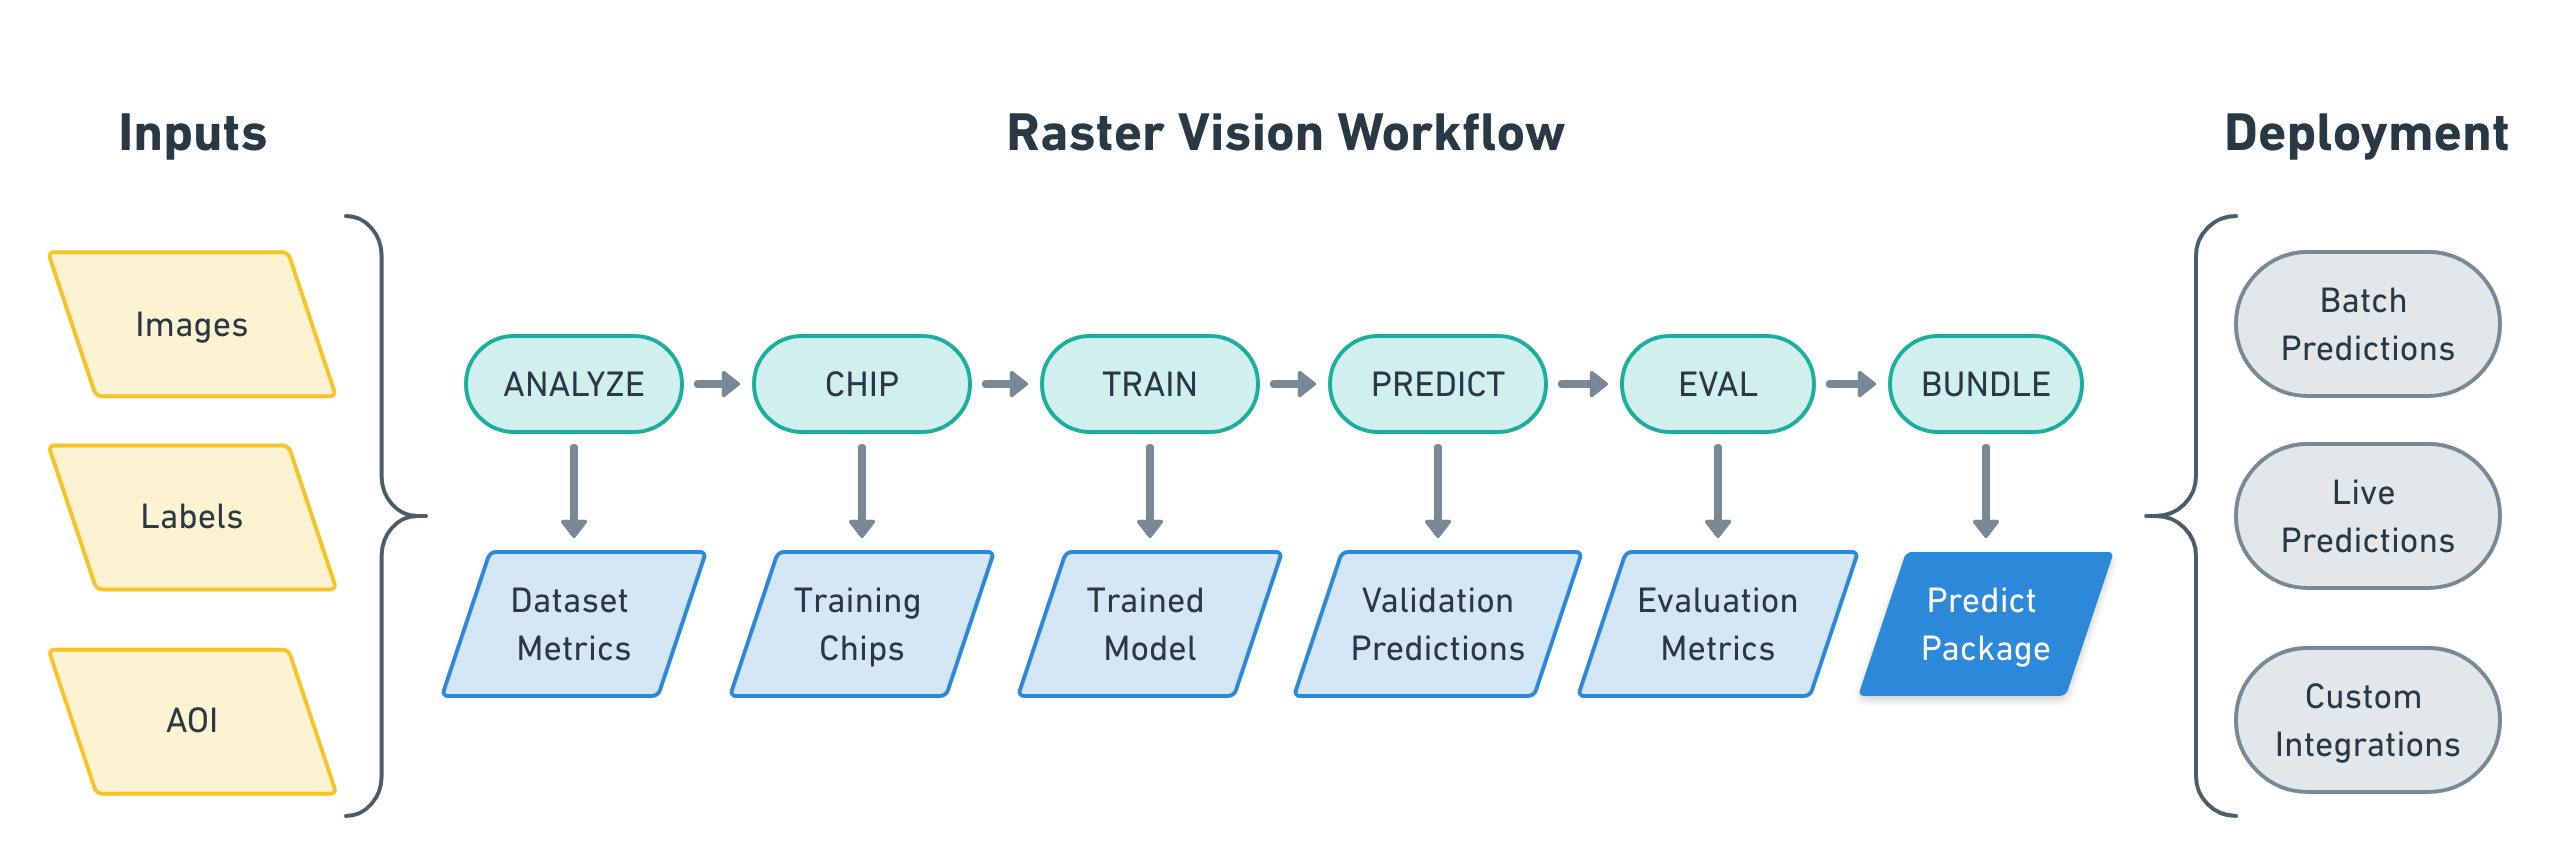 Inputs
Raster Vision Workflow
Deployment
Images
Labels
AOI
ANALYZE
CHIP
TRAIN
PREDICT
EVAL
BUNDLE
Dataset
Metrics
Training
Chips
Trained
Model
Validation
Predictions
Evaluation
Metrics
Predict
Package
Batch
Predictions
Live
Predictions
Custom
Integrations